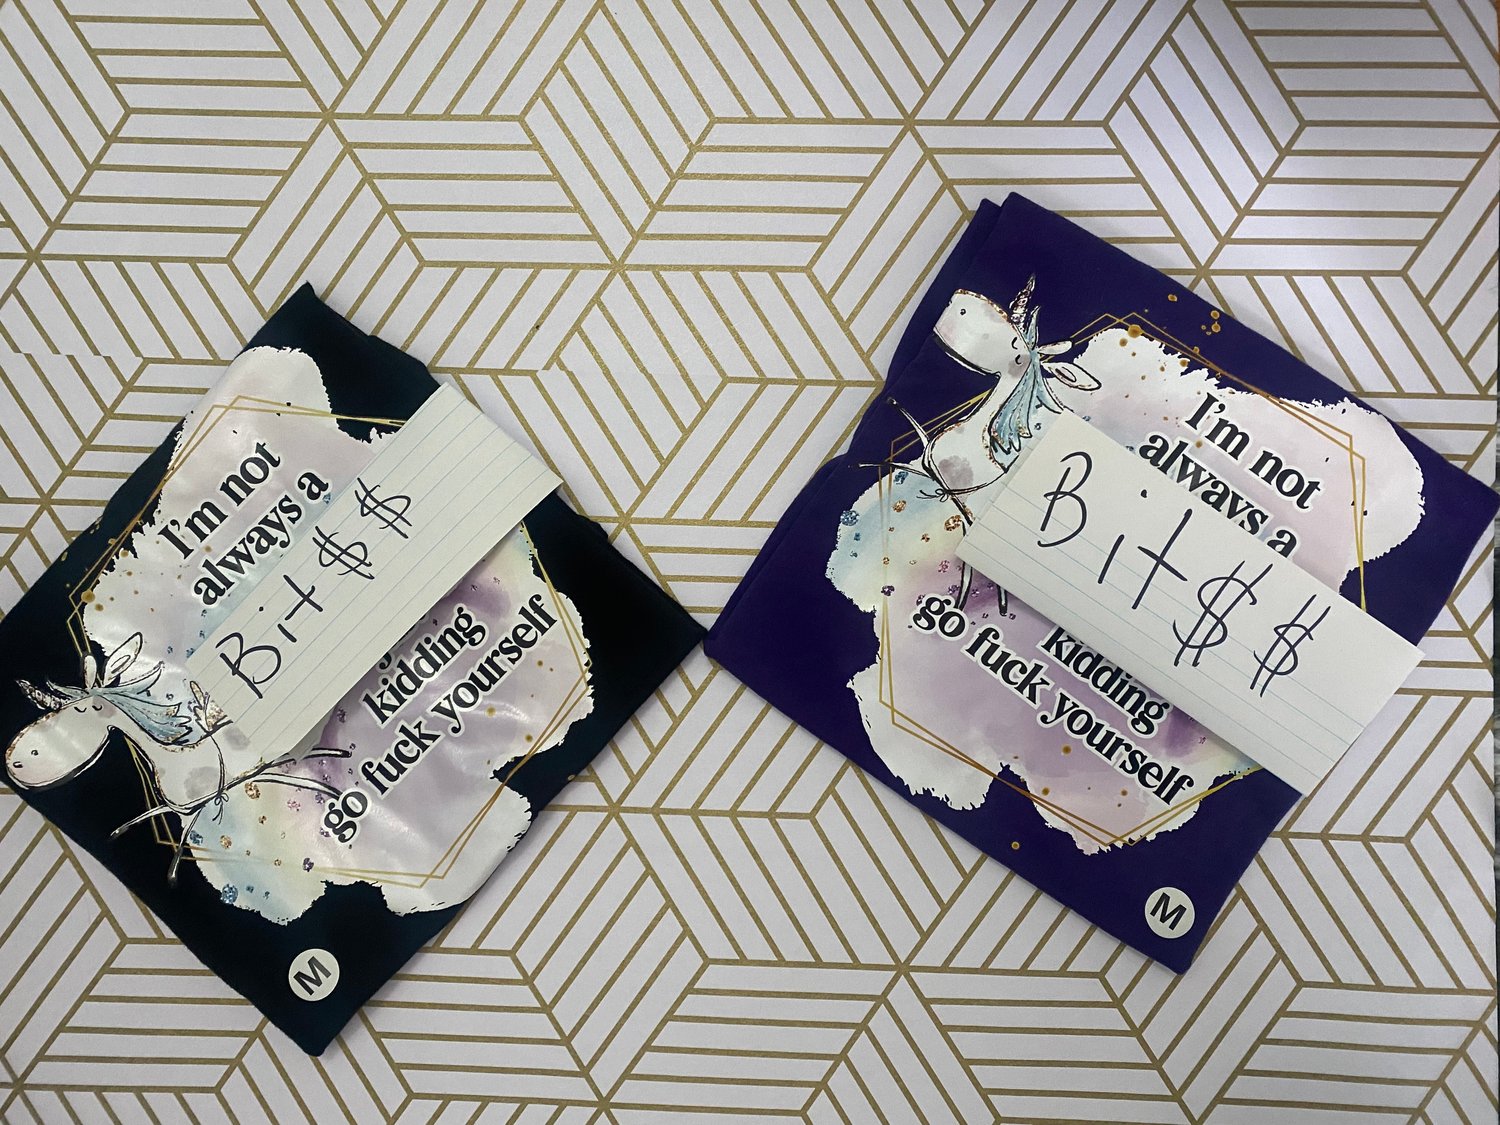 I'm not
always a
Bit$$
kidding
go fuck yourself
M
I'm not
always a
Bit$$
kidding
go fuck yourself
M